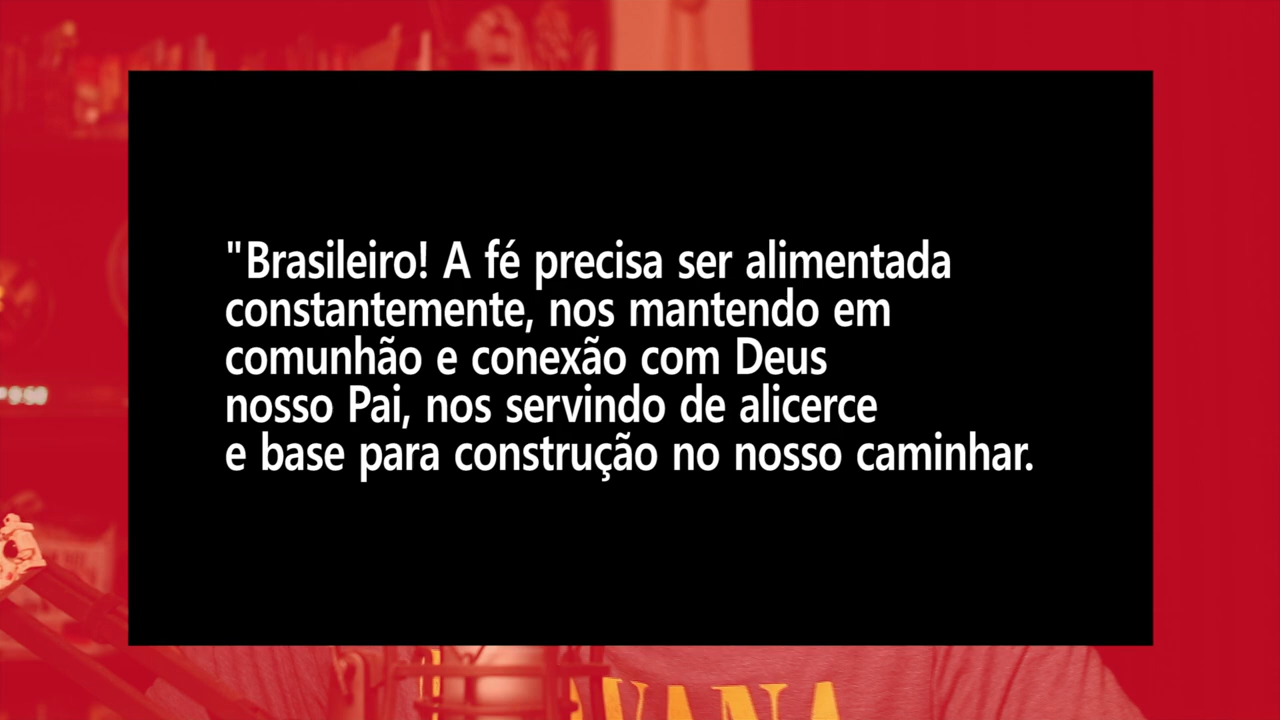 "Brasileiro! A fé precisa ser alimentada
constantemente, nos mantendo em
comunhão e conexão com Deus
nosso Pai, nos servindo de alicerce
e base para construção no nosso caminhar.